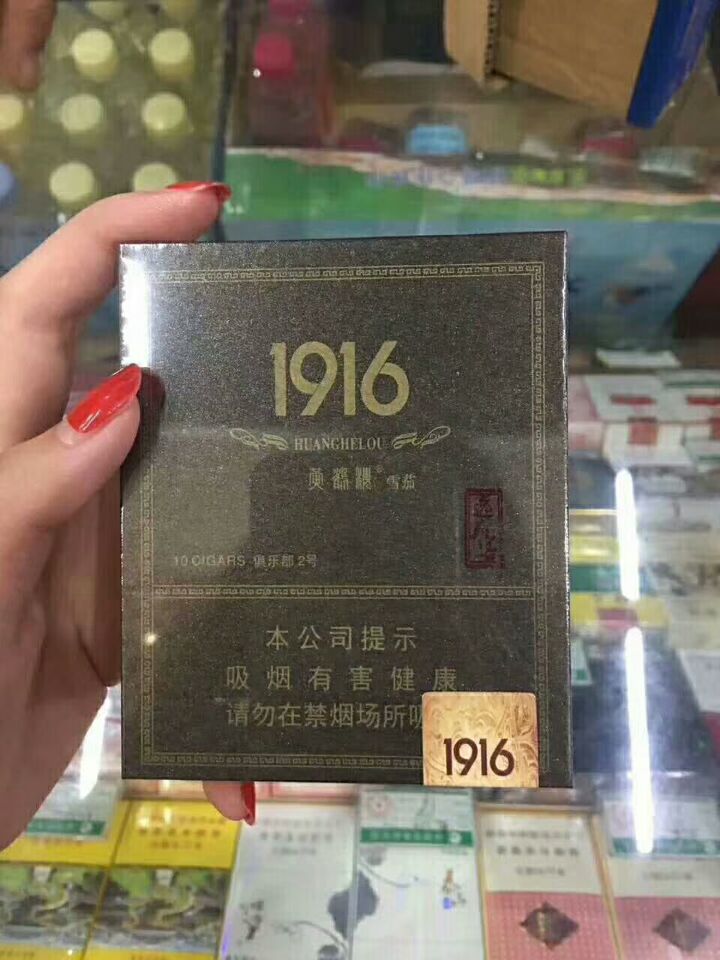 1916
HUANGHELOU
黄鹤楼® 雪茄
10 CIGARS 俱乐部 2号
本公司提示
吸烟有害健康
请勿在禁烟场所吸
1916